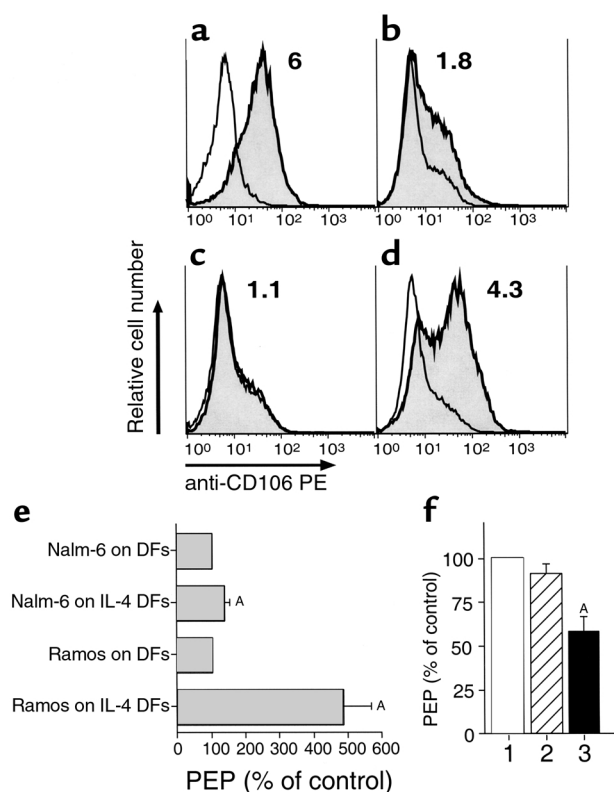 a
b
6
1.8
10⁰ 10¹ 10² 10³
10⁰ 10¹ 10² 10³
c
d
1.1
4.3
10⁰ 10¹ 10² 10³
10⁰ 10¹ 10² 10³
Relative cell number
anti-CD106 PE
e
Nalm-6 on DFs
Nalm-6 on IL-4 DFs
A
Ramos on DFs
Ramos on IL-4 DFs
A
0 100 200 300 400 500 600
PEP (% of control)
f
PEP (% of control)
100
75
50
25
0
A
1 2 3